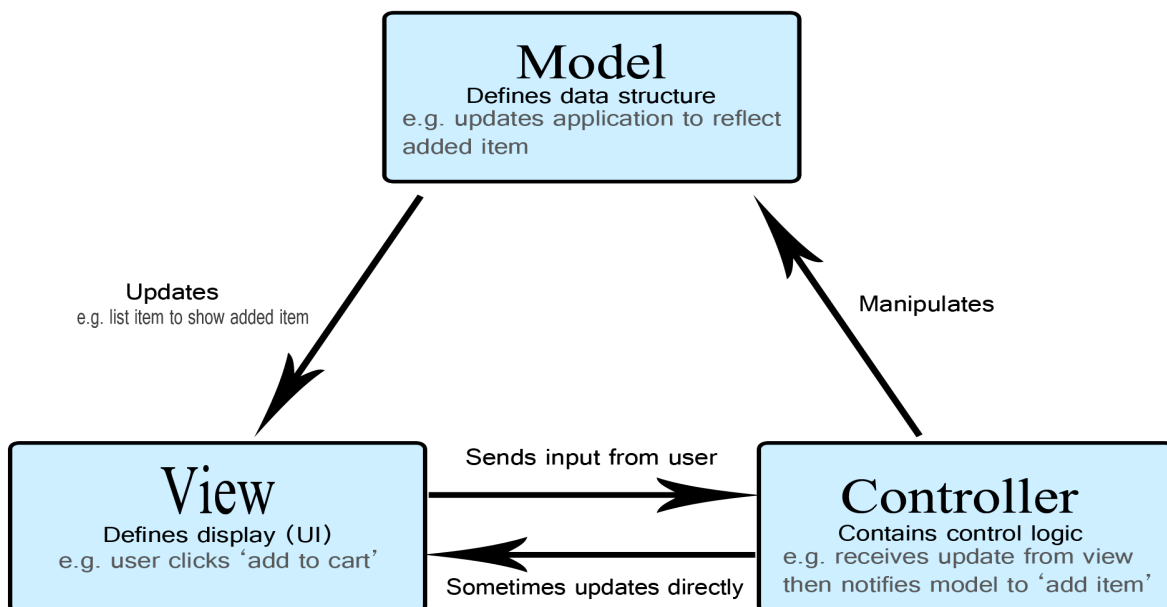 Model
Defines data structure
e.g. updates application to reflect
added item
Updates
e.g. list item to show added item
Manipulates
View
Defines display (UI)
e.g. user clicks ‘add to cart’
Sends input from user
Sometimes updates directly
Controller
Contains control logic
e.g. receives update from view
then notifies model to ‘add item’